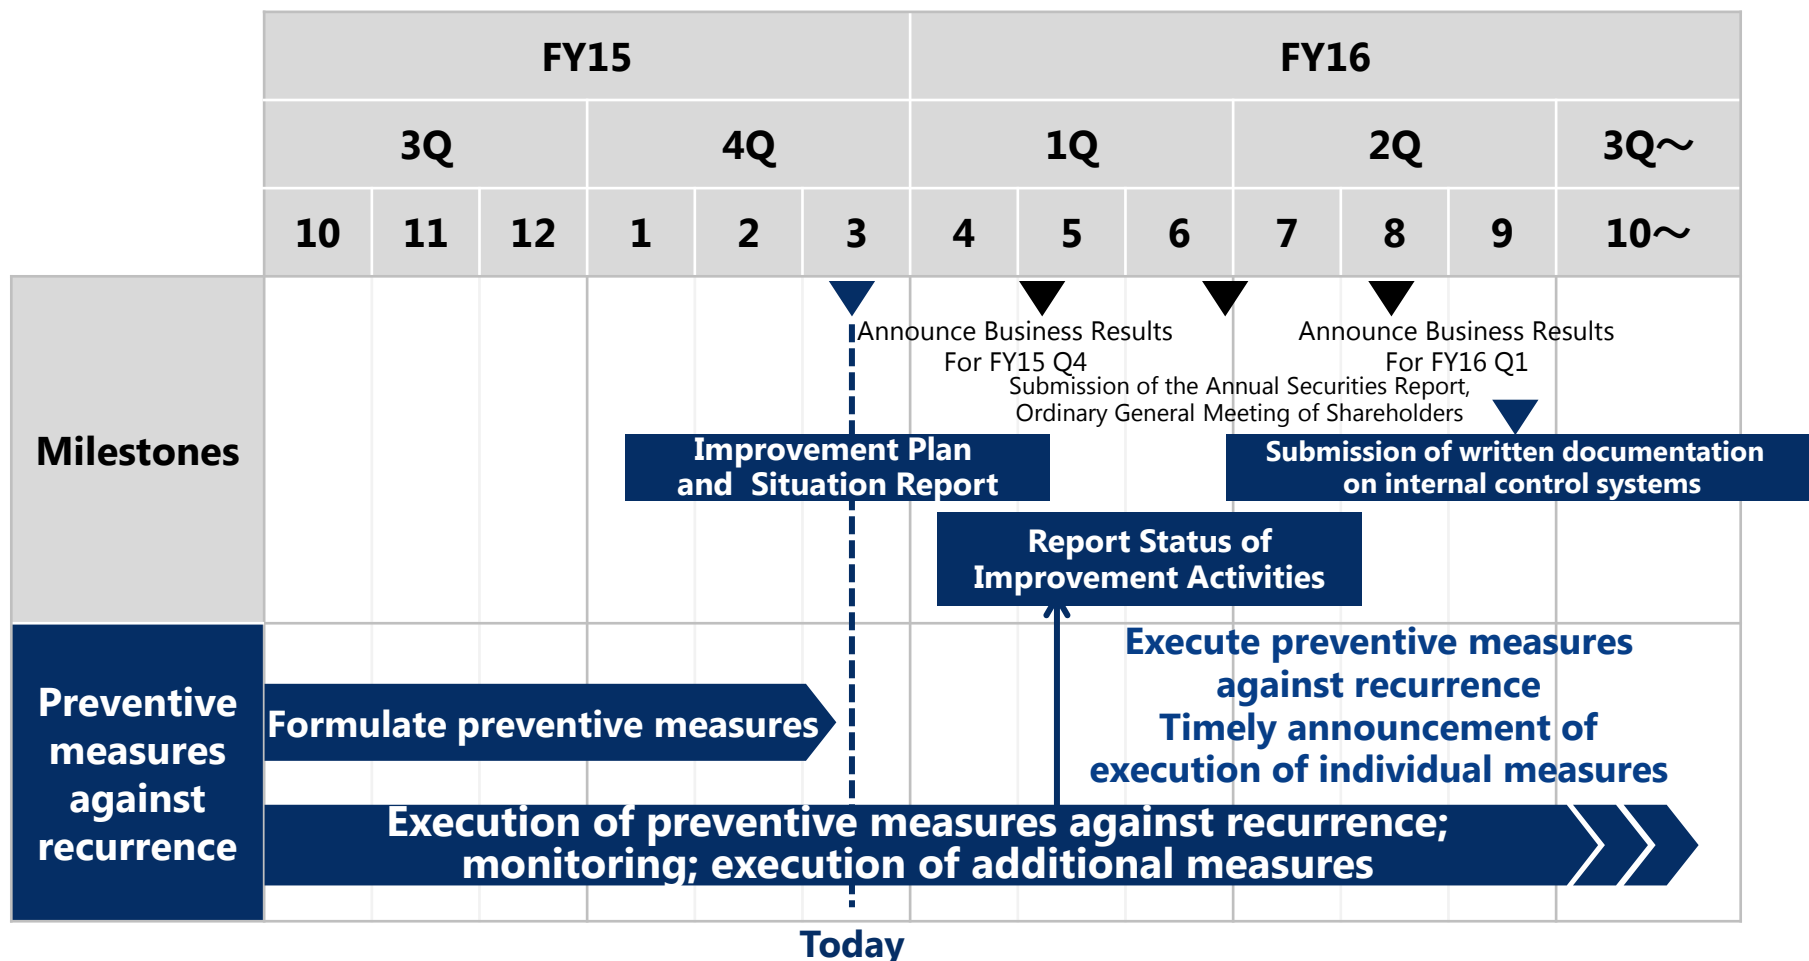 FY15
FY16
3Q
4Q
1Q
2Q
3Q～
10
11
12
1
2
3
4
5
6
7
8
9
10～
Milestones
Announce Business Results
For FY15 Q4
Announce Business Results
For FY16 Q1
Submission of the Annual Securities Report,
Ordinary General Meeting of Shareholders
Improvement Plan
and Situation Report
Submission of written documentation
on internal control systems
Report Status of
Improvement Activities
Preventive
measures
against
recurrence
Formulate preventive measures
Execute preventive measures
against recurrence
Timely announcement of
execution of individual measures
Execution of preventive measures against recurrence;
monitoring; execution of additional measures
Today